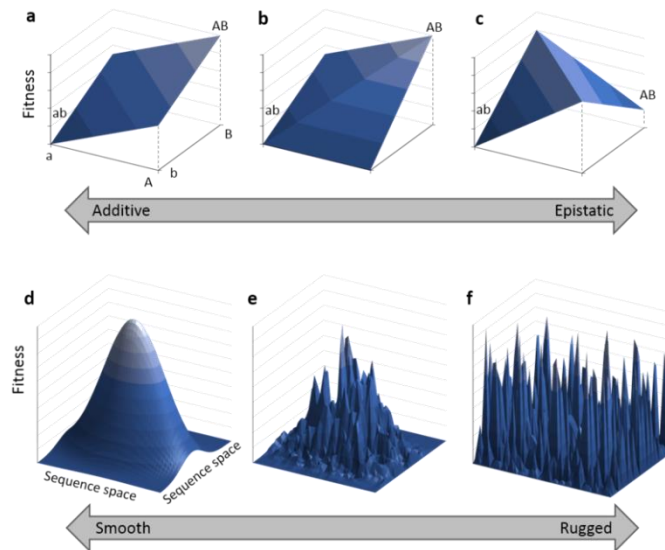 a
b
c
AB
AB
Fitness
ab
ab
ab
AB
a
B
A
b
Additive
Epistatic
d
e
f
Fitness
Sequence space
Sequence space
Smooth
Rugged